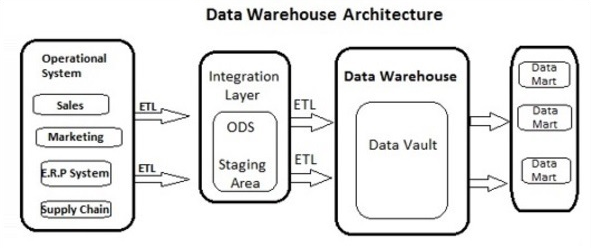 Data Warehouse Architecture
Operational
System
Sales
Marketing
E.R.P System
Supply Chain
ETL
ETL
Integration
Layer
ODS
Staging
Area
ETL
ETL
Data Warehouse
Data Vault
Data
Mart
Data
Mart
Data
Mart